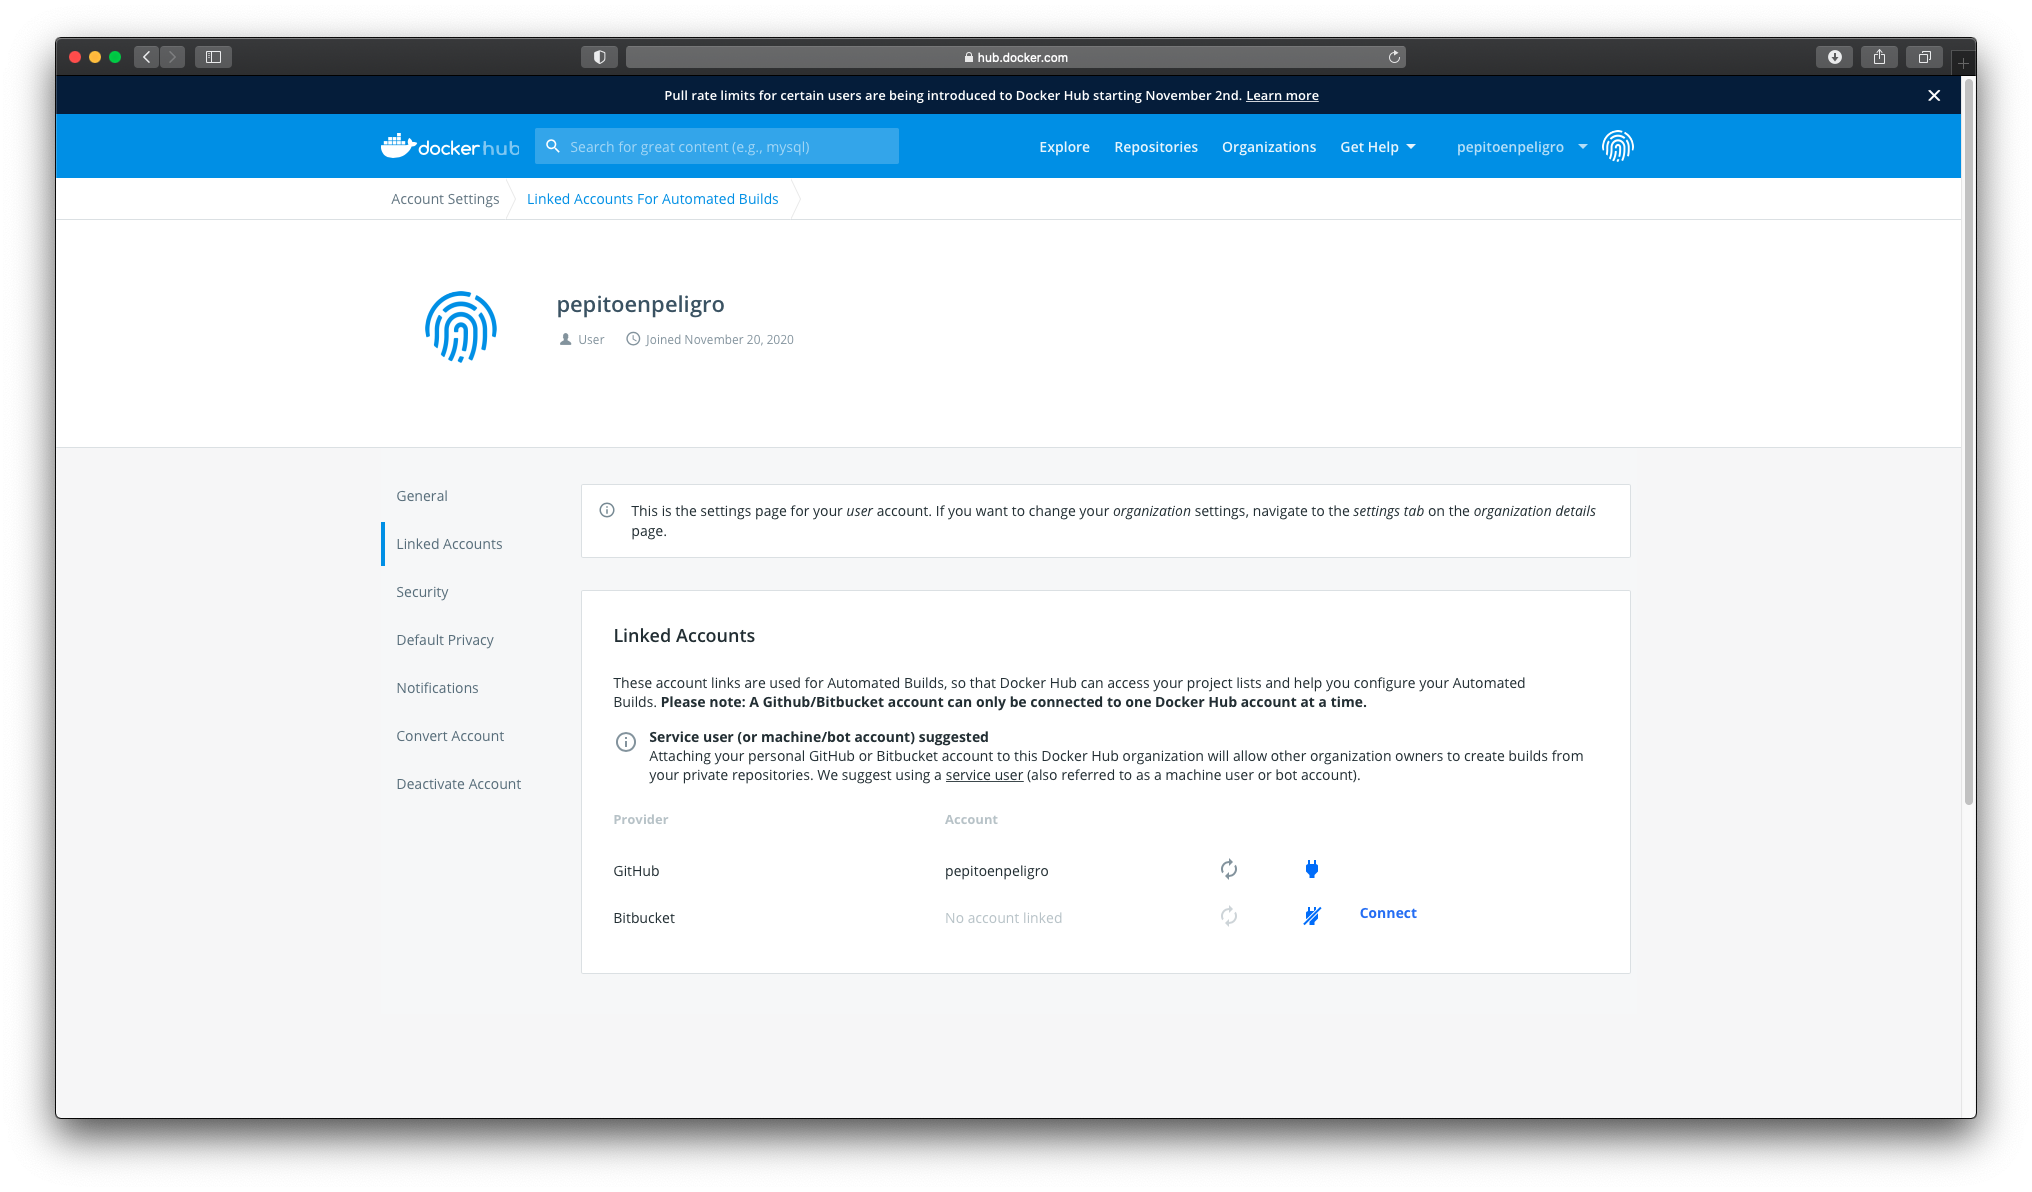 hub.docker.com
Pull rate limits for certain users are being introduced to Docker Hub starting November 2nd. Learn more
docker hub
Search for great content (e.g., mysql)
Explore
Repositories
Organizations
Get Help
pepitoenpeligro
Account Settings
Linked Accounts For Automated Builds
pepitoenpeligro
User
Joined November 20, 2020
General
Linked Accounts
Security
Default Privacy
Notifications
Convert Account
Deactivate Account
This is the settings page for your user account. If you want to change your organization settings, navigate to the settings tab on the organization details
page.
Linked Accounts
These account links are used for Automated Builds, so that Docker Hub can access your project lists and help you configure your Automated
Builds. Please note: A Github/Bitbucket account can only be connected to one Docker Hub account at a time.
Service user (or machine/bot account) suggested
Attaching your personal GitHub or Bitbucket account to this Docker Hub organization will allow other organization owners to create builds from
your private repositories. We suggest using a service user (also referred to as a machine user or bot account).
Provider
Account
GitHub
pepitoenpeligro
Bitbucket
No account linked
Connect